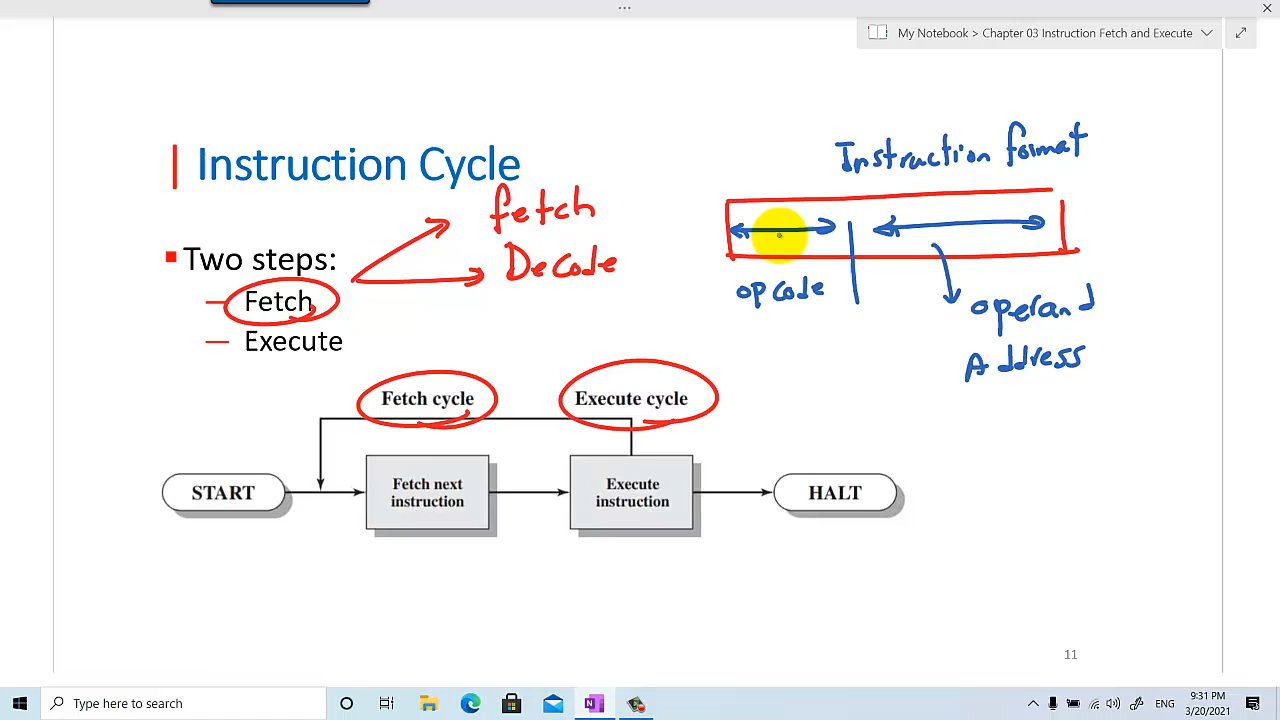 My Notebook > Chapter 03 Instruction Fetch and Execute
Instruction format
Instruction Cycle
fetch
Decode
Two steps:
– Fetch
– Execute
opcode
operand
Address
Fetch cycle
Execute cycle
START
Fetch next
instruction
Execute
instruction
HALT
11
Type here to search
ENG
9:31 PM
3/20/2021